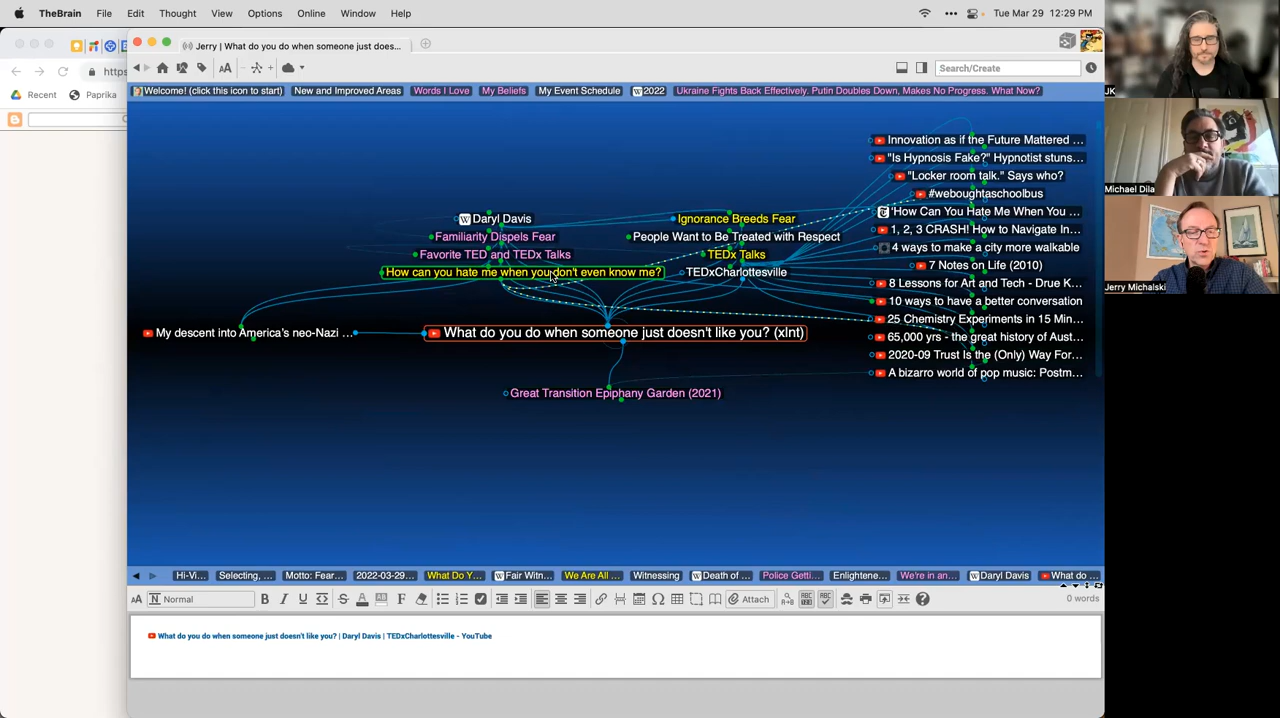 TheBrain File Edit Thought View Options Online Window Help
Tue Mar 29 12:29 PM
Jerry | What do you do when someone just does...
https
Search/Create
Recent Paprika
Welcome! (click this icon to start) New and Improved Areas Words I Love My Beliefs My Event Schedule 2022 Ukraine Fights Back Effectively. Putin Doubles Down, Makes No Progress. What Now?
JK
Innovation as if the Future Mattered ...
"Is Hypnosis Fake?" Hypnotist stuns...
"Locker room talk." Says who?
#weboughtaschoolbus
'How Can You Hate Me When You ...
1, 2, 3 CRASH! How to Navigate In...
4 ways to make a city more walkable
7 Notes on Life (2010)
8 Lessons for Art and Tech - Drue K...
10 ways to have a better conversation
25 Chemistry Experiments in 15 Min...
65,000 yrs - the great history of Aust...
2020-09 Trust Is the (Only) Way For...
A bizarro world of pop music: Postm...
Michael Dila
Jerry Michalski
Daryl Davis
Familiarity Dispels Fear
Favorite TED and TEDx Talks
How can you hate me when you don't even know me?
Ignorance Breeds Fear
People Want to Be Treated with Respect
TEDx Talks
TEDxCharlottesville
My descent into America's neo-Nazi ...
What do you do when someone just doesn't like you? (xlnt)
Great Transition Epiphany Garden (2021)
Hi-Vi... Selecting, ... Motto: Fear... 2022-03-29... What Do Y... Fair Witn... We Are All ... Witnessing Death of ... Police Getti... Enlightene... We're in an... Daryl Davis What do ...
AA N Normal B I U S A Attach
0 words
What do you do when someone just doesn't like you? | Daryl Davis | TEDxCharlottesville - YouTube